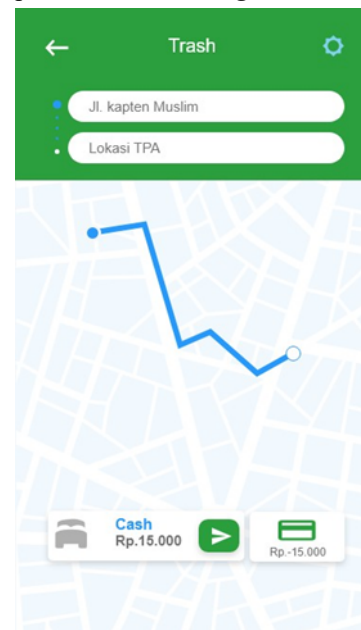 Trash
Jl. kapten Muslim
Lokasi TPA
Cash
Rp.15.000
Rp.-15.000